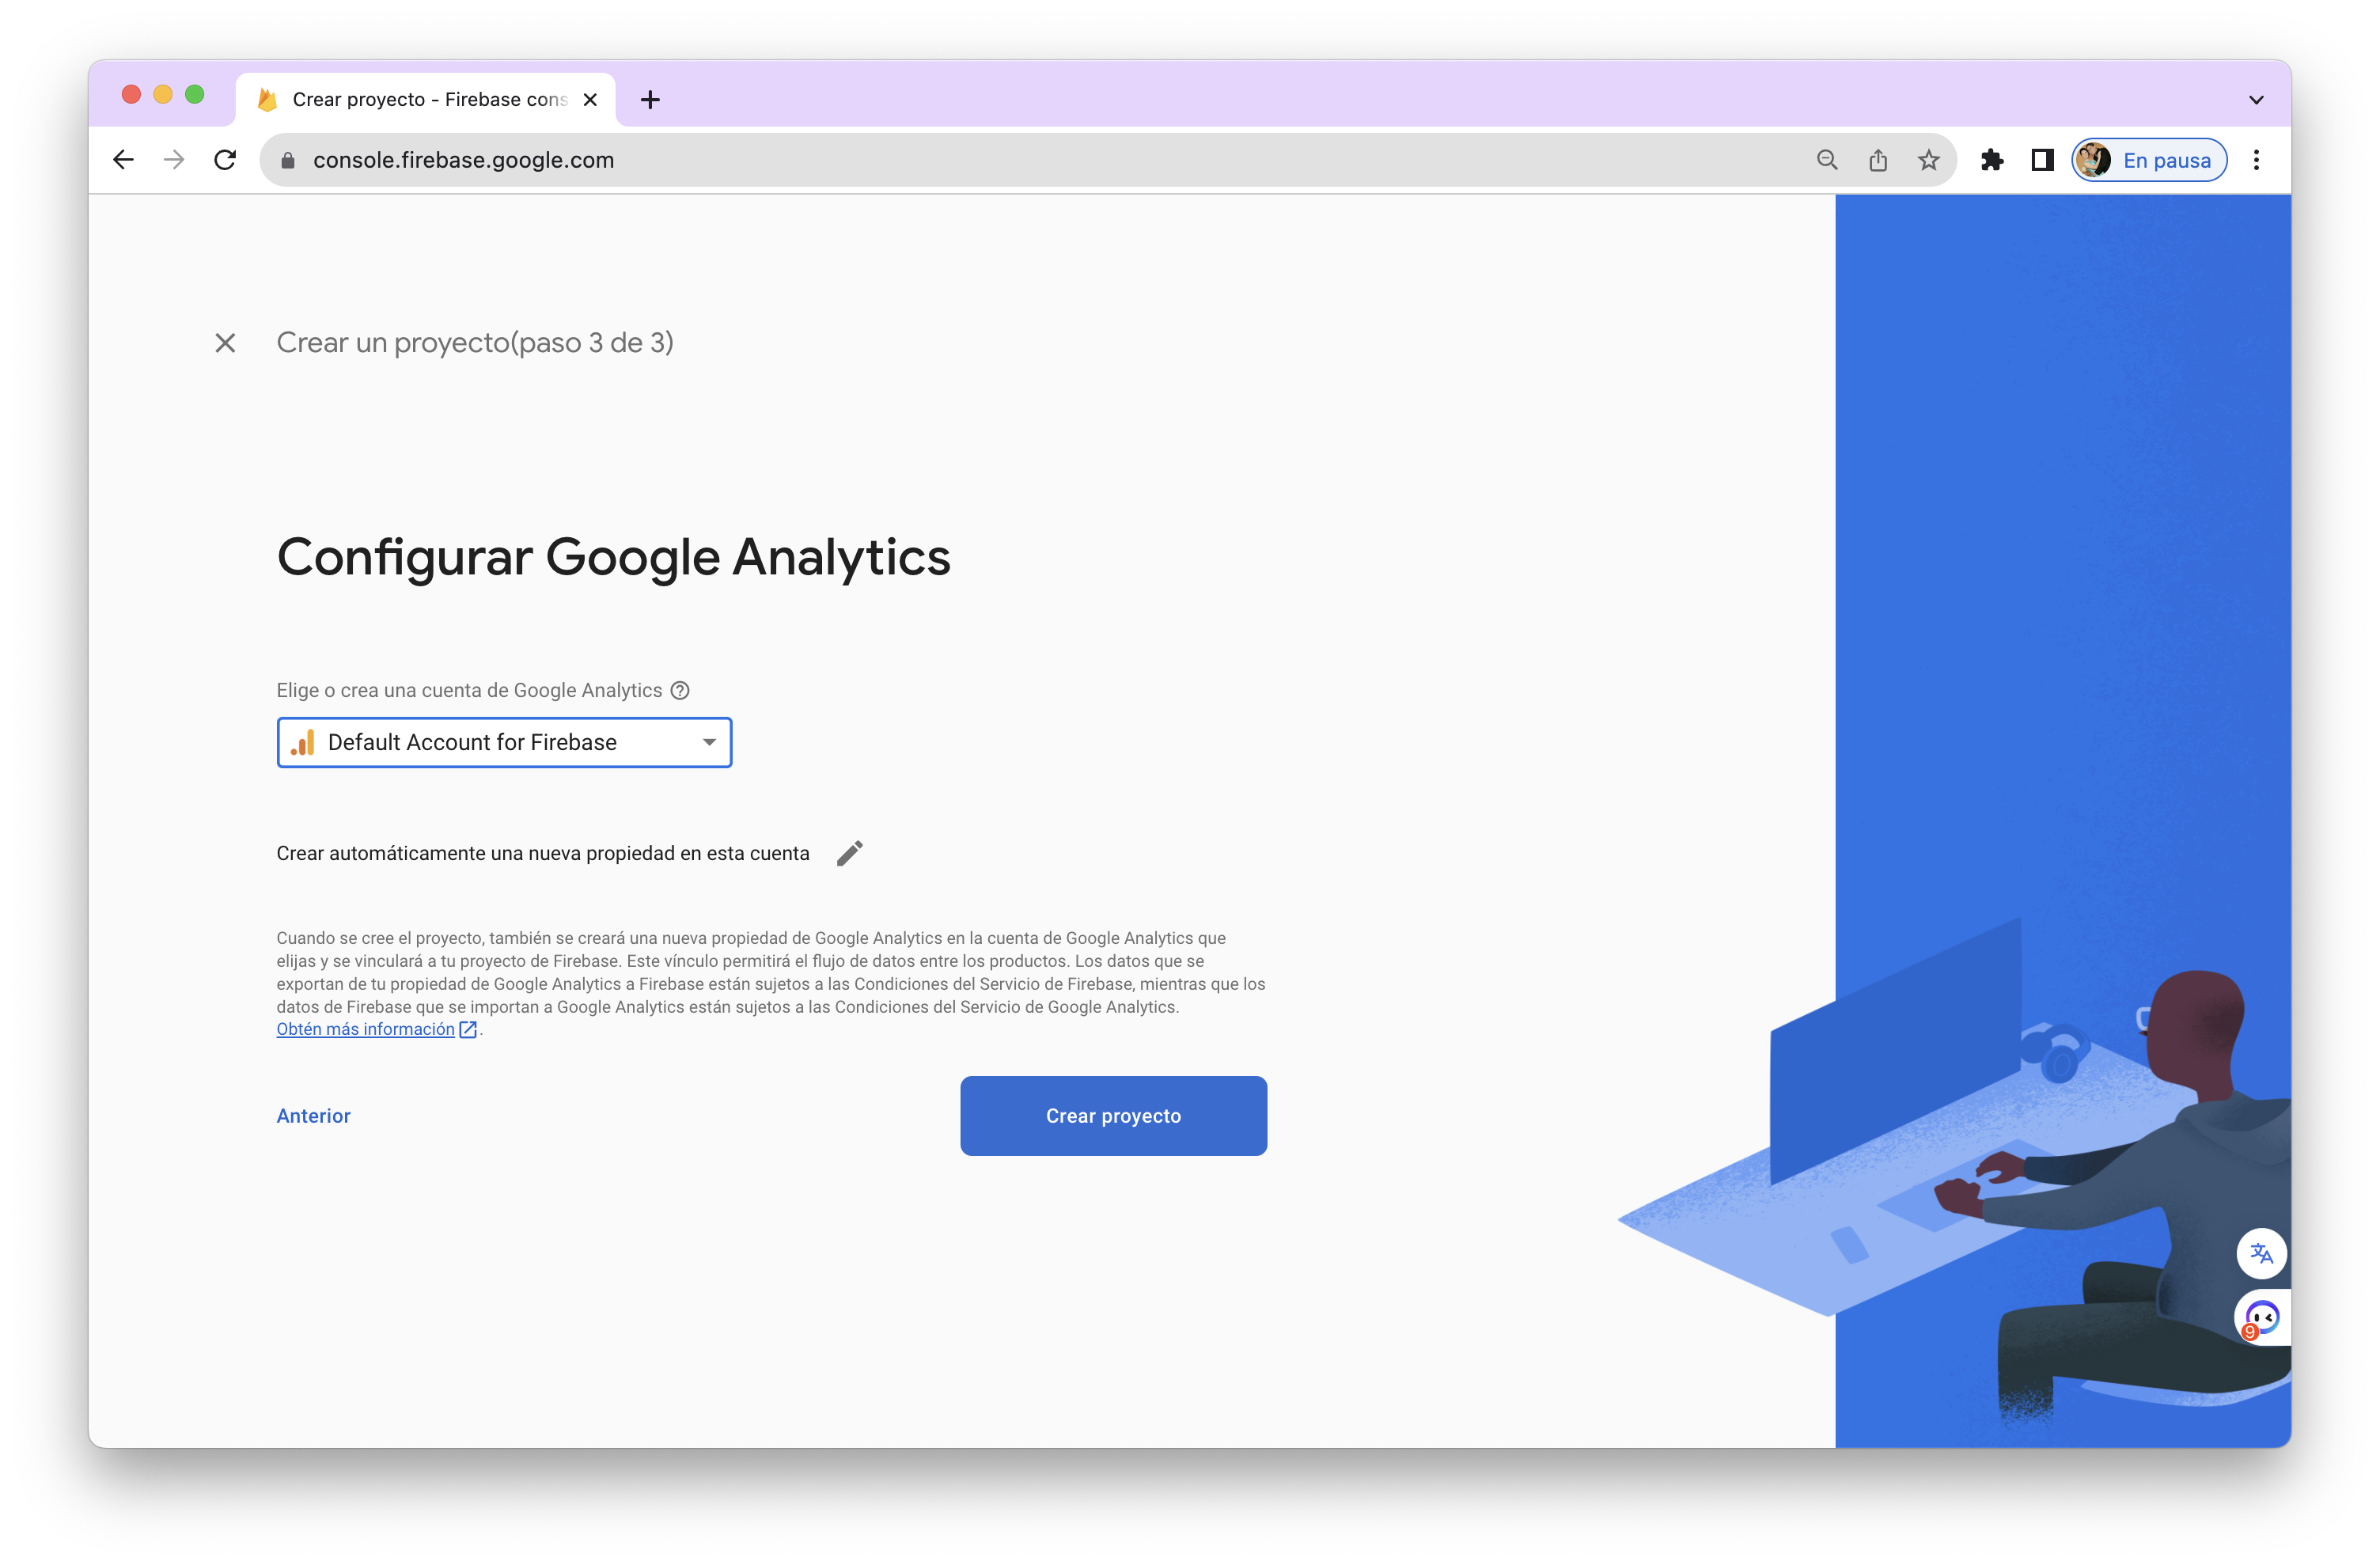 Crear proyecto - Firebase cons
console.firebase.google.com
En pausa
Crear un proyecto(paso 3 de 3)
Configurar Google Analytics
Elige o crea una cuenta de Google Analytics
Default Account for Firebase
Crear automáticamente una nueva propiedad en esta cuenta
Cuando se cree el proyecto, también se creará una nueva propiedad de Google Analytics en la cuenta de Google Analytics que
elijas y se vinculará a tu proyecto de Firebase. Este vínculo permitirá el flujo de datos entre los productos. Los datos que se
exportan de tu propiedad de Google Analytics a Firebase están sujetos a las Condiciones del Servicio de Firebase, mientras que los
datos de Firebase que se importan a Google Analytics están sujetos a las Condiciones del Servicio de Google Analytics.
Obtén más información.
Anterior
Crear proyecto
9